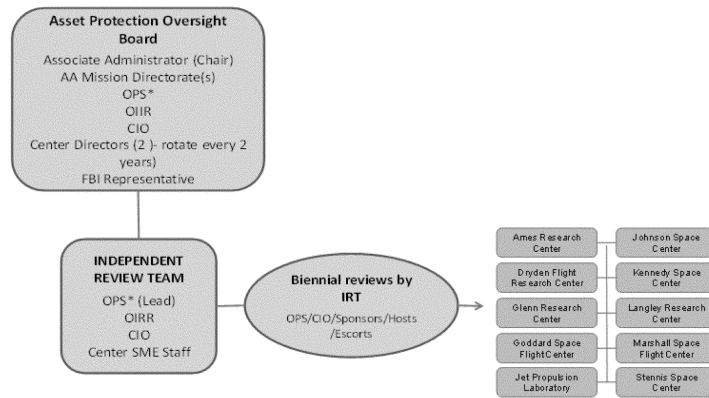 Asset Protection Oversight
Board
Associate Administrator (Chair)
AA Mission Directorate(s)
OPS*
OIIR
CIO
Center Directors (2 )- rotate every 2
years)
FBI Representative
INDEPENDENT
REVIEW TEAM
OPS* (Lead)
OIRR
CIO
Center SME Staff
Biennial reviews by
IRT
OPS/CIO/Sponsors/Hosts
/Escorts
Ames Research
Center
Johnson Space
Center
Dryden Flight
Research Center
Kennedy Space
Center
Glenn Research
Center
Langley Research
Center
Goddard Space
Flight Center
Marshall Space
Flight Center
Jet Propulsion
Laboratory
Stennis Space
Center